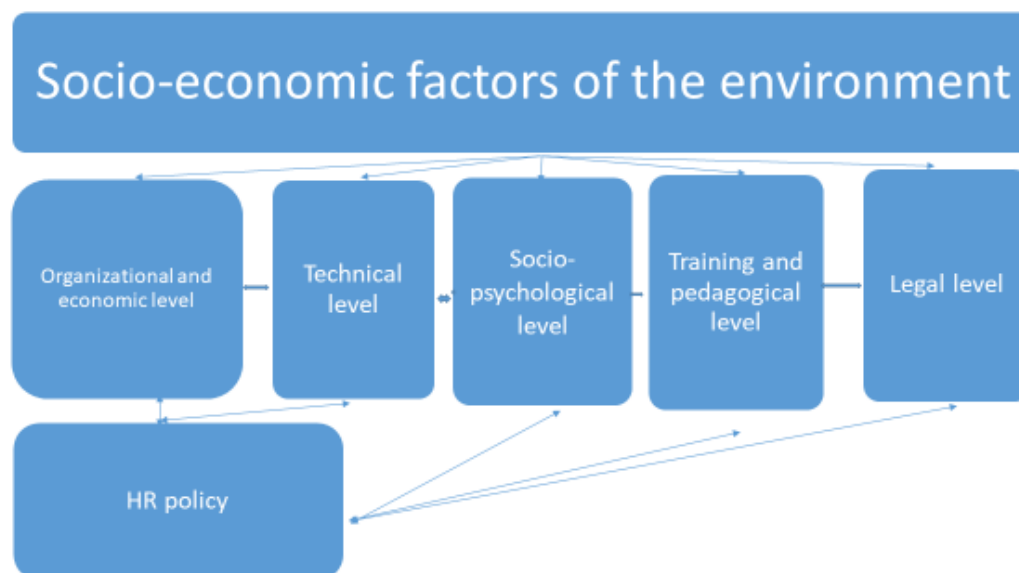 Socio-economic factors of the environment
Organizational and
economic level
Technical
level
Socio-
psychological
level
Training and
pedagogical
level
Legal level
HR policy